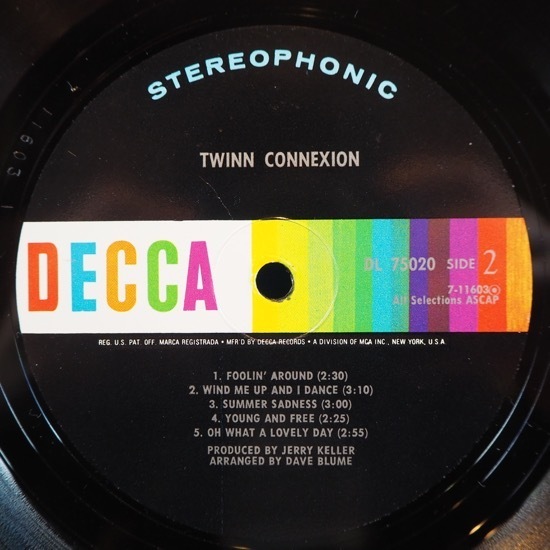 STEREOPHONIC
TWINN CONNEXION
DECCA
DL 75020 SIDE 2
7-11603
All Selections ASCAP
REG. U.S. PAT. OFF. MARCA REGISTRADA • MFR'D BY DECCA RECORDS • A DIVISION OF MCA INC., NEW YORK, U.S.A.
1. FOOLIN' AROUND (2:30)
2. WIND ME UP AND I DANCE (3:10)
3. SUMMER SADNESS (3:00)
4. YOUNG AND FREE (2:25)
5. OH WHAT A LOVELY DAY (2:55)
PRODUCED BY JERRY KELLER
ARRANGED BY DAVE BLUME